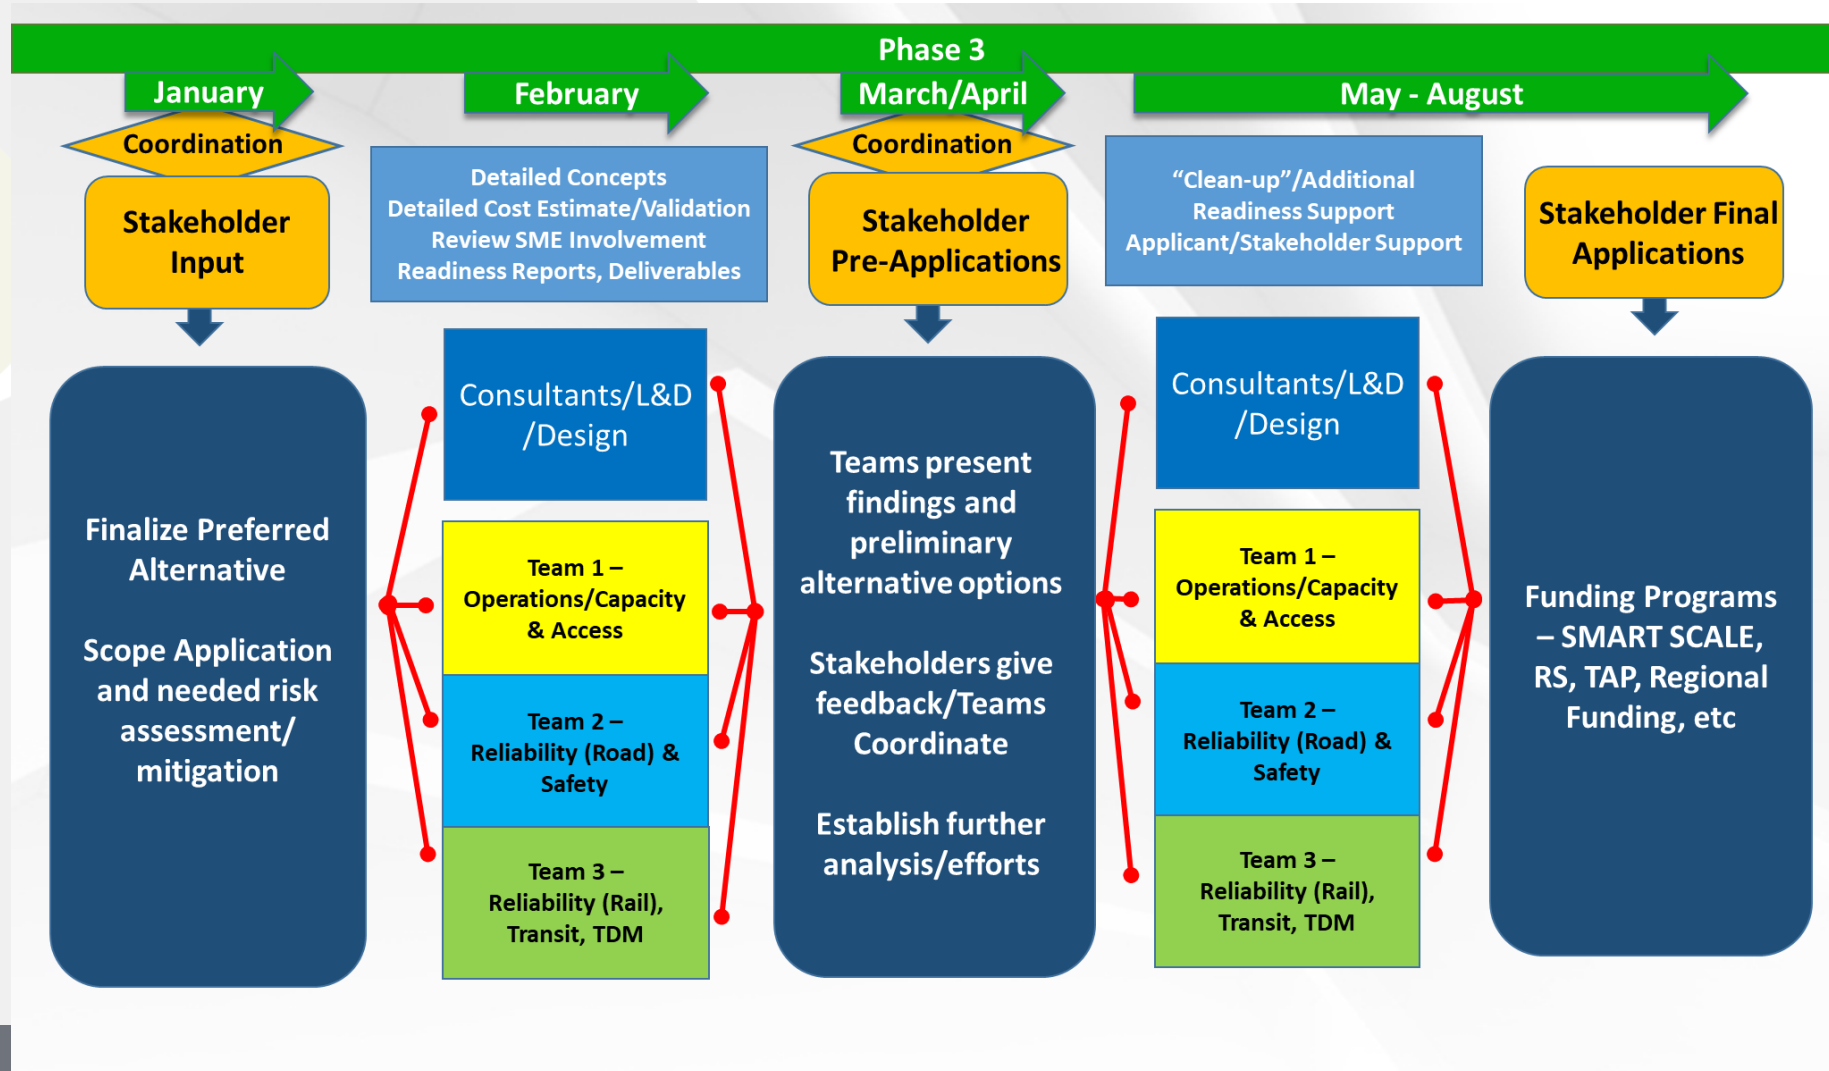 Phase 3
January
February
March/April
May - August
Coordination
Stakeholder
Input
Finalize Preferred
Alternative
Scope Application
and needed risk
assessment/
mitigation
Detailed Concepts
Detailed Cost Estimate/Validation
Review SME Involvement
Readiness Reports, Deliverables
Consultants/L&D
/Design
Team 1 –
Operations/Capacity
& Access
Team 2 –
Reliability (Road) &
Safety
Team 3 –
Reliability (Rail),
Transit, TDM
Coordination
Stakeholder
Pre-Applications
Teams present
findings and
preliminary
alternative options
Stakeholders give
feedback/Teams
Coordinate
Establish further
analysis/efforts
“Clean-up”/Additional
Readiness Support
Applicant/Stakeholder Support
Consultants/L&D
/Design
Team 1 –
Operations/Capacity
& Access
Team 2 –
Reliability (Road) &
Safety
Team 3 –
Reliability (Rail),
Transit, TDM
Stakeholder Final
Applications
Funding Programs
– SMART SCALE,
RS, TAP, Regional
Funding, etc